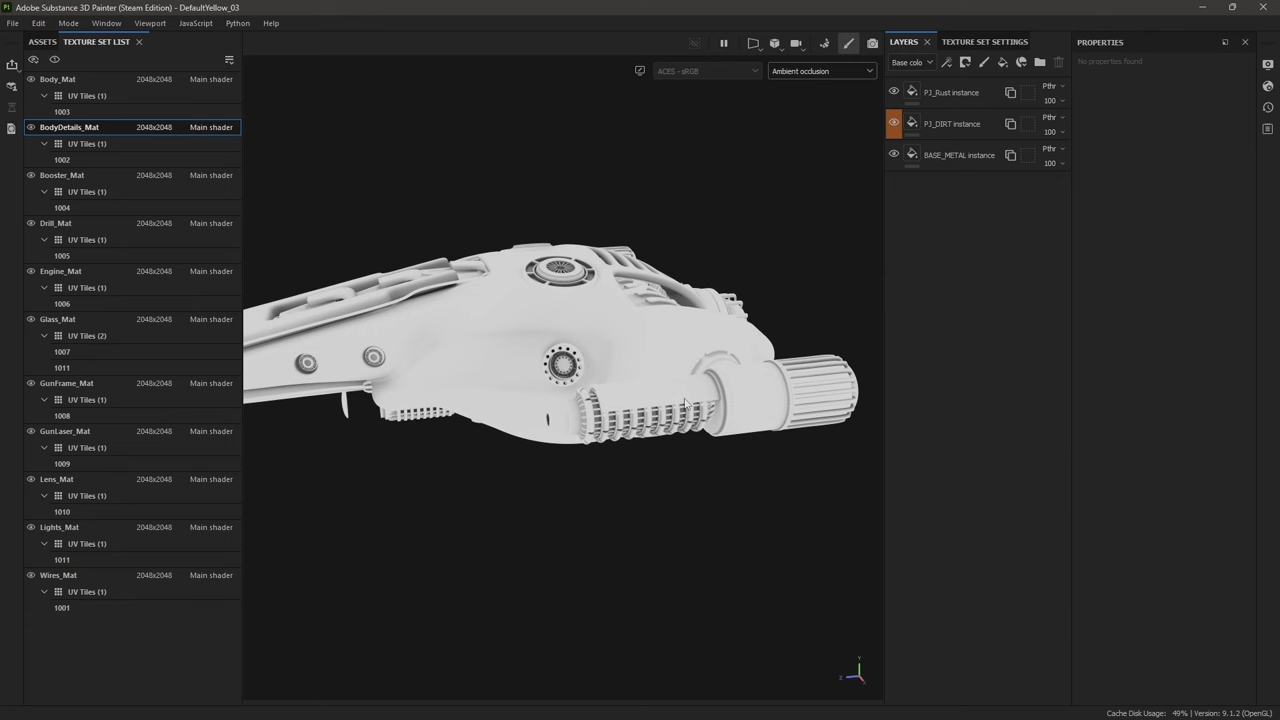 Adobe Substance 3D Painter (Steam Edition) - DefaultYellow_03
File Edit Mode Window Viewport JavaScript Python Help
ASSETS TEXTURE SET LIST
LAYERS TEXTURE SET SETTINGS PROPERTIES
No properties found
ACES - sRGB Ambient occlusion
Base colo
Body_Mat 2048x2048 Main shader
UV Tiles (1)
1003
BodyDetails_Mat 2048x2048 Main shader
UV Tiles (1)
1002
Booster_Mat 2048x2048 Main shader
UV Tiles (1)
1004
Drill_Mat 2048x2048 Main shader
UV Tiles (1)
1005
Engine_Mat 2048x2048 Main shader
UV Tiles (1)
1006
Glass_Mat 2048x2048 Main shader
UV Tiles (2)
1007
1011
GunFrame_Mat 2048x2048 Main shader
UV Tiles (1)
1008
GunLaser_Mat 2048x2048 Main shader
UV Tiles (1)
1009
Lens_Mat 2048x2048 Main shader
UV Tiles (1)
1010
Lights_Mat 2048x2048 Main shader
UV Tiles (1)
1011
Wires_Mat 2048x2048 Main shader
UV Tiles (1)
1001
PJ_Rust instance Pthr
100
PJ_DIRT instance Pthr
100
BASE_METAL instance Pthr
100
Y
Z
Cache Disk Usage: 49% | Version: 9.1.2 (OpenGL)